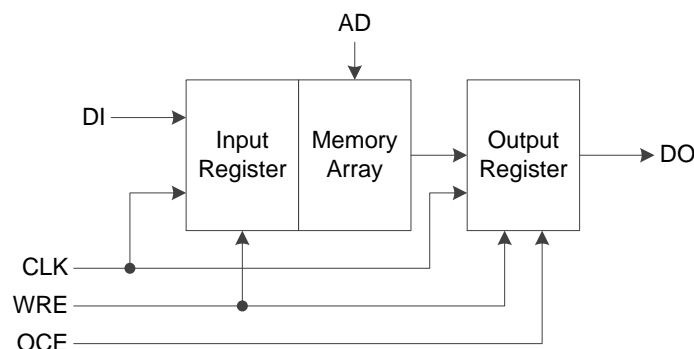 AD
DI
Input
Register
Memory
Array
Output
Register
DO
CLK
WRE
OCE